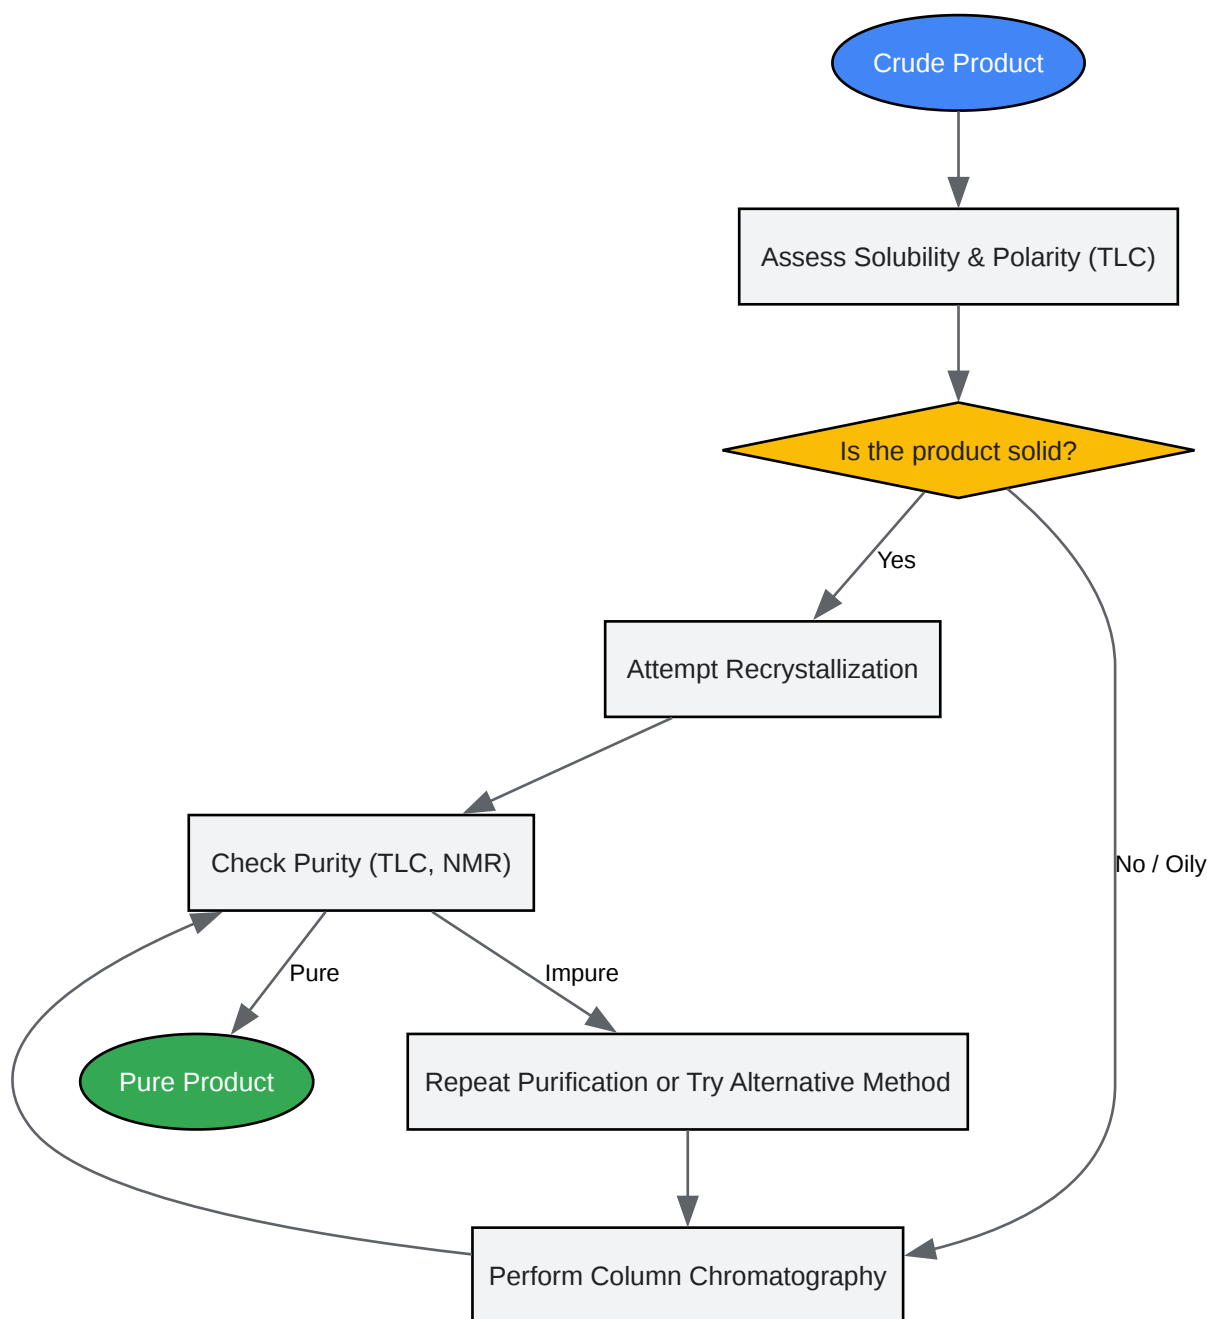 Crude Product
Assess Solubility & Polarity (TLC)
Is the product solid?
Yes
Attempt Recrystallization
No / Oily
Check Purity (TLC, NMR)
Pure
Impure
Pure Product
Repeat Purification or Try Alternative Method
Perform Column Chromatography